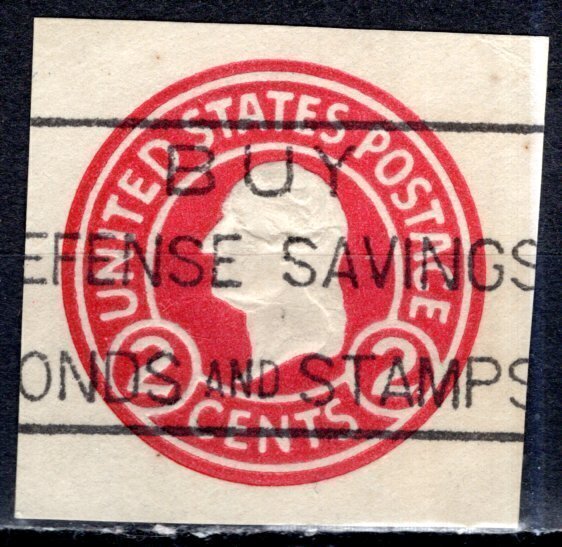 UNITED STATES POSTAGE
BUY
EFENSE SAVINGS
ONDS AND STAMPS
2 2
CENTS